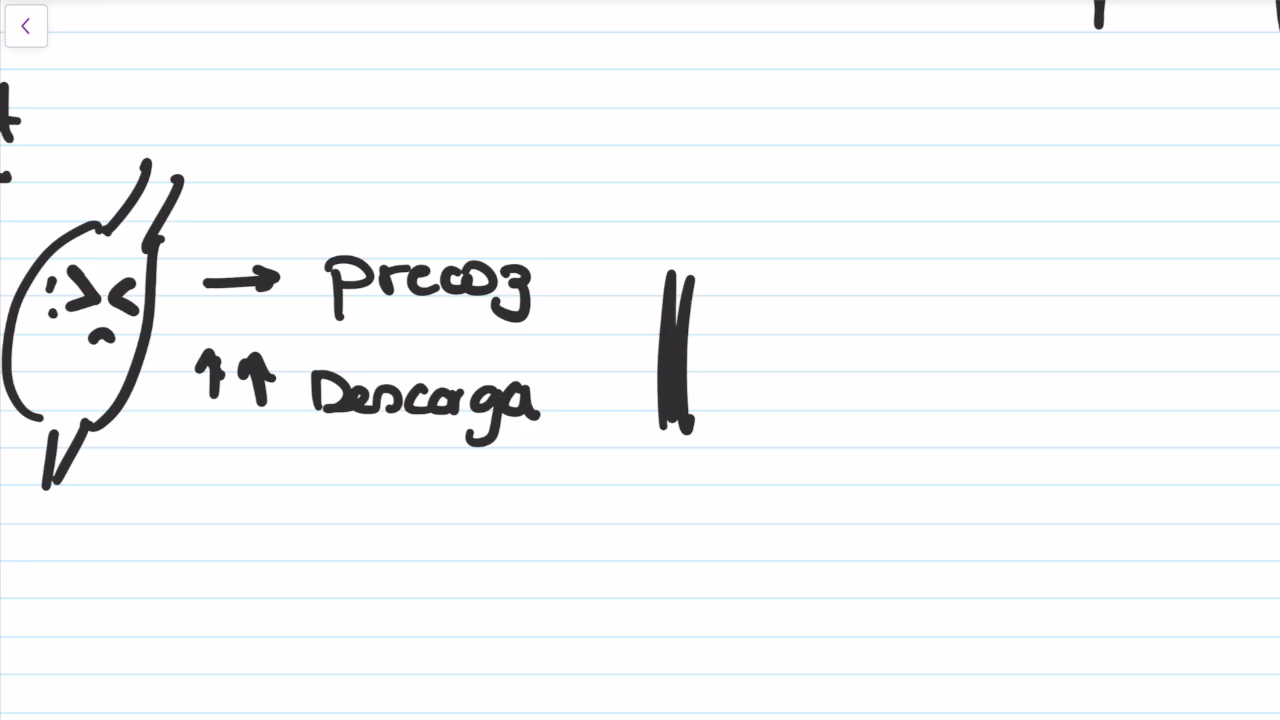 → precoz
↑↑ Descarga